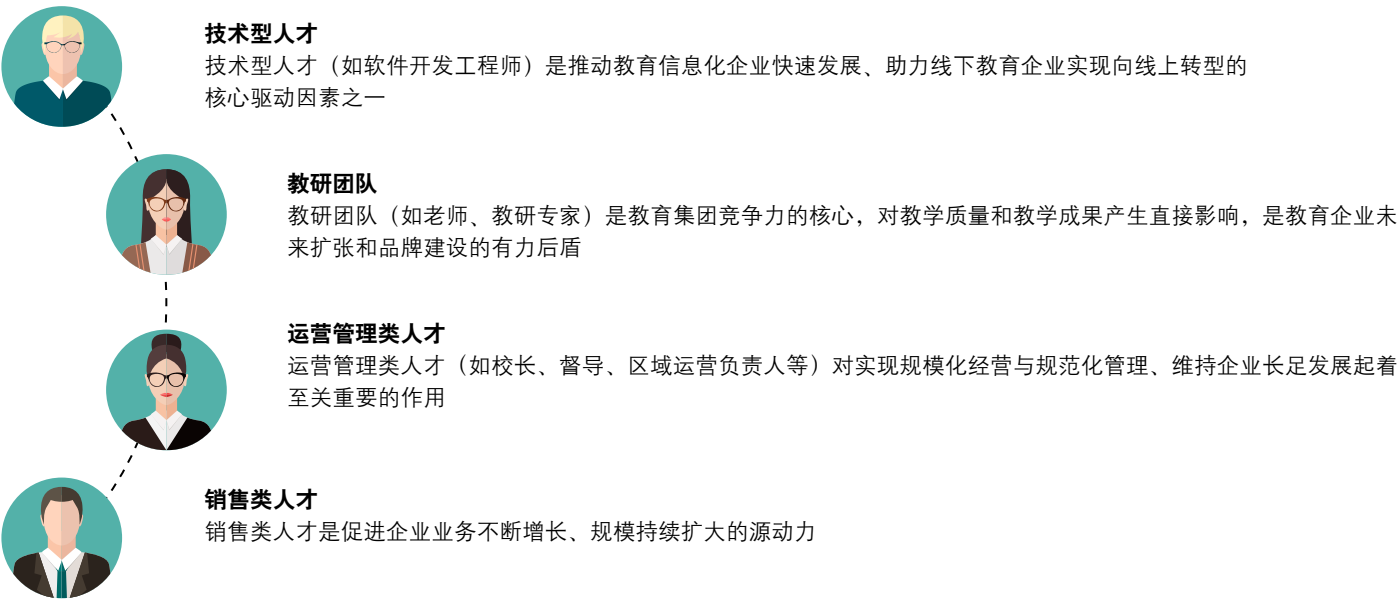 技术型人才
技术型人才（如软件开发工程师）是推动教育信息化企业快速发展、助力线下教育企业实现向线上转型的
核心驱动因素之一
教研团队
教研团队（如老师、教研专家）是教育集团竞争力的核心，对教学质量和教学成果产生直接影响，是教育企业未
来扩张和品牌建设的有力后盾
运营管理类人才
运营管理类人才（如校长、督导、区域运营负责人等）对实现规模化经营与规范化管理、维持企业长足发展起着
至关重要的作用
销售类人才
销售类人才是促进企业业务不断增长、规模持续扩大的源动力